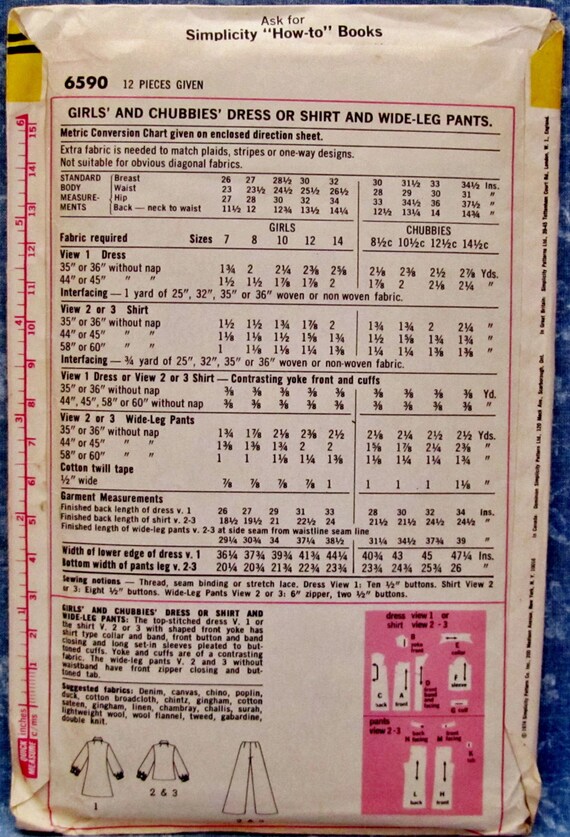 Ask for
Simplicity "How-to" Books
6590 12 PIECES GIVEN
GIRLS' AND CHUBBIES' DRESS OR SHIRT AND WIDE-LEG PANTS.
Metric Conversion Chart given on enclosed direction sheet.
Extra fabric is needed to match plaids, stripes or one-way designs.
Not suitable for obvious diagonal fabrics.
STANDARD Breast 26 27 28½ 30 32 30 31½ 33 34½ Ins.
BODY Waist 23 23½ 24½ 25½ 26½ 28 29 30 31 "
MEASURE- Hip 27 28 30 32 34 33 34½ 36 37½ "
MENTS Back — neck to waist 11½ 12 12¾ 13½ 14¼ 12½ 13¼ 14 14¾ "
GIRLS CHUBBIES
Fabric required Sizes 7 8 10 12 14 8½c 10½c 12½c 14½c
View 1 Dress
35" or 36" without nap 1¾ 2 2¼ 2⅜ 2⅝ 2⅛ 2⅜ 2½ 2⅞ Yds.
44" or 45" " " 1½ 1½ 1⅞ 1⅞ 2 1⅞ 2 2⅛ 2¼ "
Interfacing — 1 yard of 25", 32", 35" or 36" woven or non woven fabric.
View 2 or 3 Shirt
35" or 36" without nap 1½ 1½ 1¾ 1⅞ 2 1¾ 1¾ 2 2¼ "
44" or 45" " " 1⅛ 1⅛ 1½ 1⅝ 1¾ 1½ 1⅝ 1¾ 1¾ "
58" or 60" " " 1 1⅛ 1⅛ 1¼ 1⅜ 1¼ 1¼ 1⅜ 1⅜ "
Interfacing — ¾ yard of 25", 32", 35" or 36" woven or non-woven fabric.
View 1 Dress or View 2 or 3 Shirt — Contrasting yoke front and cuffs
35" or 36" without nap ⅜ ⅜ ⅜ ⅜ ⅜ ⅜ ⅜ ⅜ ⅜ Yd.
44", 45", 58" or 60" without nap ⅜ ⅜ ⅜ ⅜ ⅜ ⅜ ⅜ ⅜ ⅜ "
View 2 or 3 Wide-Leg Pants
35" or 36" without nap 1¾ 1⅞ 2⅛ 2⅜ 2½ 2⅛ 2¼ 2½ 2½ Yds.
44" or 45" " " 1⅜ 1⅜ 1¾ 2 2 1⅝ 1⅞ 2¼ 2⅜ "
58" or 60" " " 1 1 1⅛ 1¼ 1⅜ 1⅛ 1¼ 1¼ 1¾ "
Cotton twill tape
½" wide ⅞ ⅞ ⅞ ⅞ 1 1 1 1 1⅛ "
Garment Measurements
Finished back length of dress v. 1 26 27 29 31 33 28 30 32 34 Ins.
Finished back length of shirt v. 2-3 18½ 19½ 21 22½ 24 21½ 21½ 24½ 24½ "
Finished length of wide-leg pants v. 2-3 at side seam from waistline seam
29¼ 30¾ 34 37¼ 38½ 31¼ 34½ 37¾ 39 "
Width of lower edge of dress v. 1 36¼ 37¾ 39¾ 41¾ 44¼ 40¾ 43 45 47¼ Ins.
Bottom width of pants leg v. 2-3 20¼ 20¾ 21¾ 22¾ 23¾ 23¾ 24¾ 25¾ 26 "
Sewing notions — Thread, seam binding or stretch lace. Dress View 1: Ten ½" buttons. Shirt View 2
or 3: Eight ½" buttons. Wide-Leg Pants View 2 or 3: 6" zipper, two ½" buttons.
GIRLS' AND CHUBBIES' DRESS OR SHIRT AND
WIDE-LEG PANTS: The top-stitched dress V. 1 or
the shirt V. 2 or 3 with shaped front yoke has
shirt type collar and band, front button and band
closing and long set-in sleeves pleated to but-
toned cuffs. Yoke and cuffs are of a contrasting
fabric. The wide-leg pants V. 2 and 3 without
waistband have front zipper closing and but-
toned tab.
Suggested fabrics: Denim, canvas, chino, poplin,
duck, cotton broadcloth, chintz, gingham, cotton
sateen, gingham, linen, chambray, challis, surah,
lightweight wool, wool flannel, tweed, gabardine,
double knit.
1
2 & 3
dress view 1 or
shirt view 2 - 3
B
yoke
front
E
collar
C
back
A
front
D
F
sleeve
G cuff
pants
view 2-3
back
M facing
front
facing
K
tab
L
back
H
front
QUICK inches
MEASURE c/ms